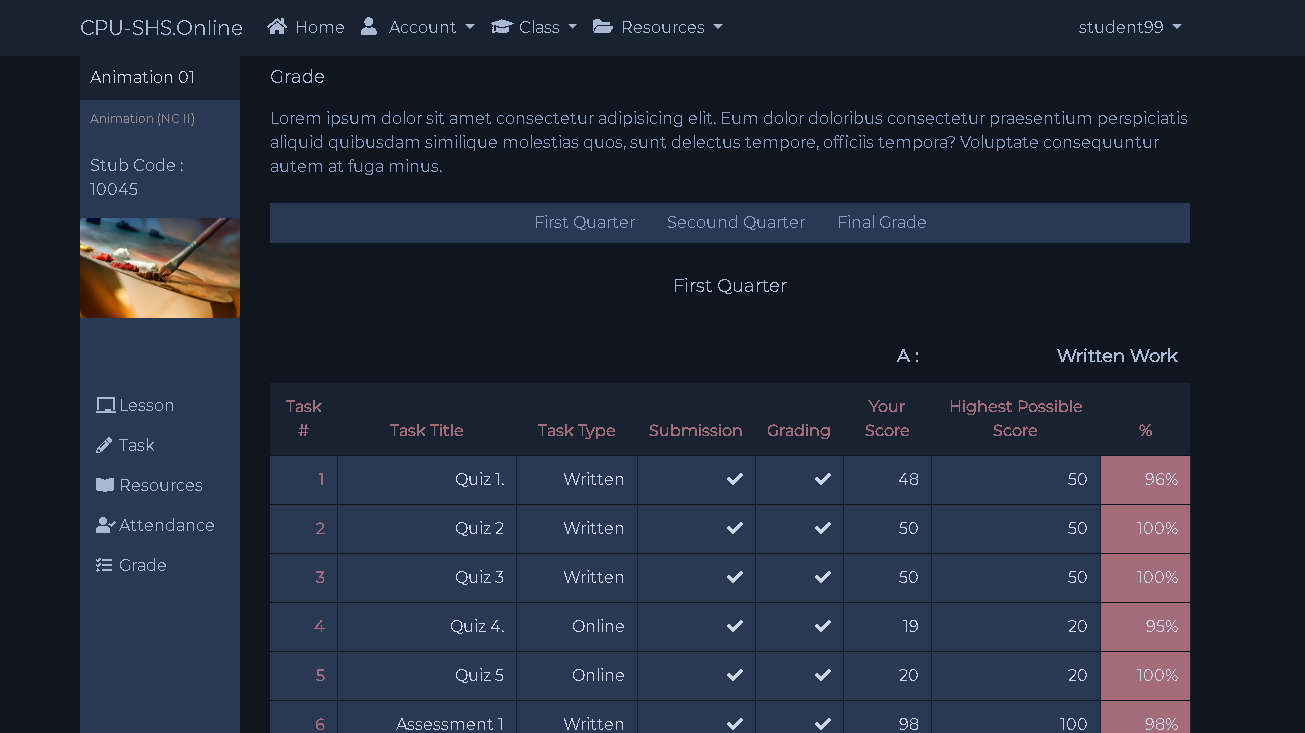 CPU-SHS.Online Home Account Class Resources student99
Animation 01
Animation (NC II)
Stub Code :
10045
Lesson
Task
Resources
Attendance
Grade
Grade
Lorem ipsum dolor sit amet consectetur adipisicing elit. Eum dolor doloribus consectetur praesentium perspiciatis
aliquid quibusdam similique molestias quos, sunt delectus tempore, officiis tempora? Voluptate consequuntur
autem at fuga minus.
First Quarter Secound Quarter Final Grade
First Quarter
A : Written Work
Task # Task Title Task Type Submission Grading Your Score Highest Possible Score %
1 Quiz 1. Written ✔ ✔ 48 50 96%
2 Quiz 2 Written ✔ ✔ 50 50 100%
3 Quiz 3 Written ✔ ✔ 50 50 100%
4 Quiz 4. Online ✔ ✔ 19 20 95%
5 Quiz 5 Online ✔ ✔ 20 20 100%
6 Assessment 1 Written ✔ ✔ 98 100 98%